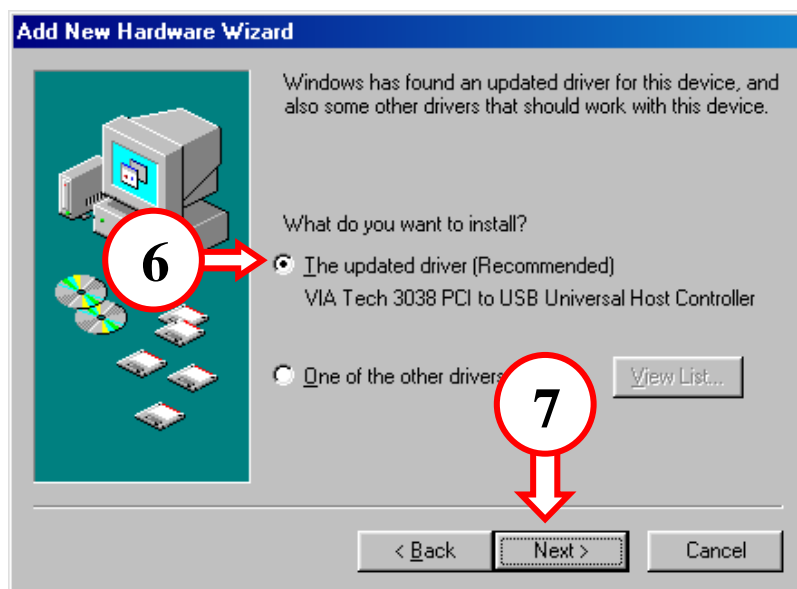 Add New Hardware Wizard
Windows has found an updated driver for this device, and
also some other drivers that should work with this device.
What do you want to install?
6
The updated driver (Recommended)
VIA Tech 3038 PCI to USB Universal Host Controller
One of the other drivers
View List...
7
< Back
Next >
Cancel